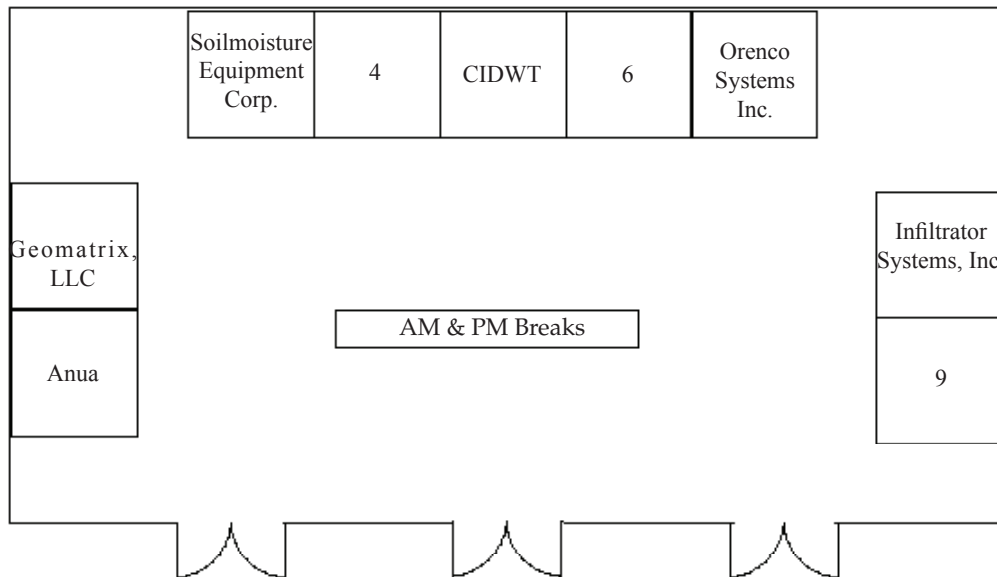 Soilmoisture
Equipment
Corp.
4
CIDWT
6
Orenco
Systems
Inc.
Geomatrix,
LLC
Anua
AM & PM Breaks
Infiltrator
Systems, Inc
9